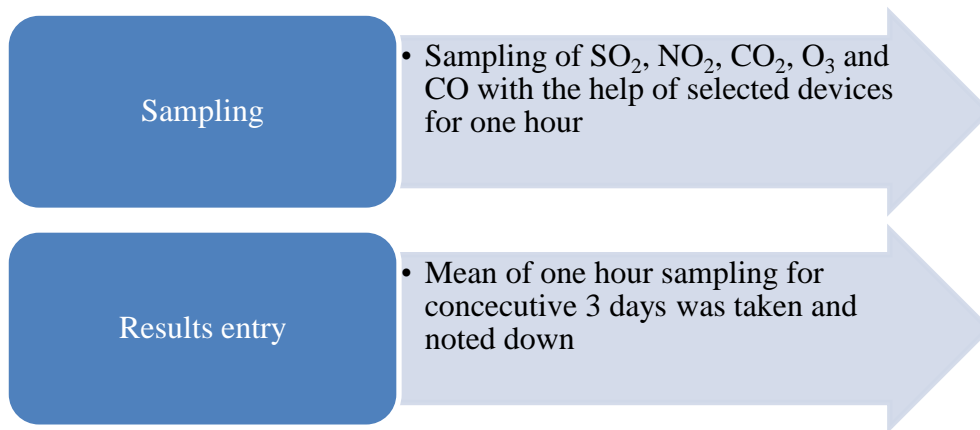 Sampling
• Sampling of SO₂, NO₂, CO₂, O₃ and
CO with the help of selected devices
for one hour
Results entry
• Mean of one hour sampling for
concecutive 3 days was taken and
noted down